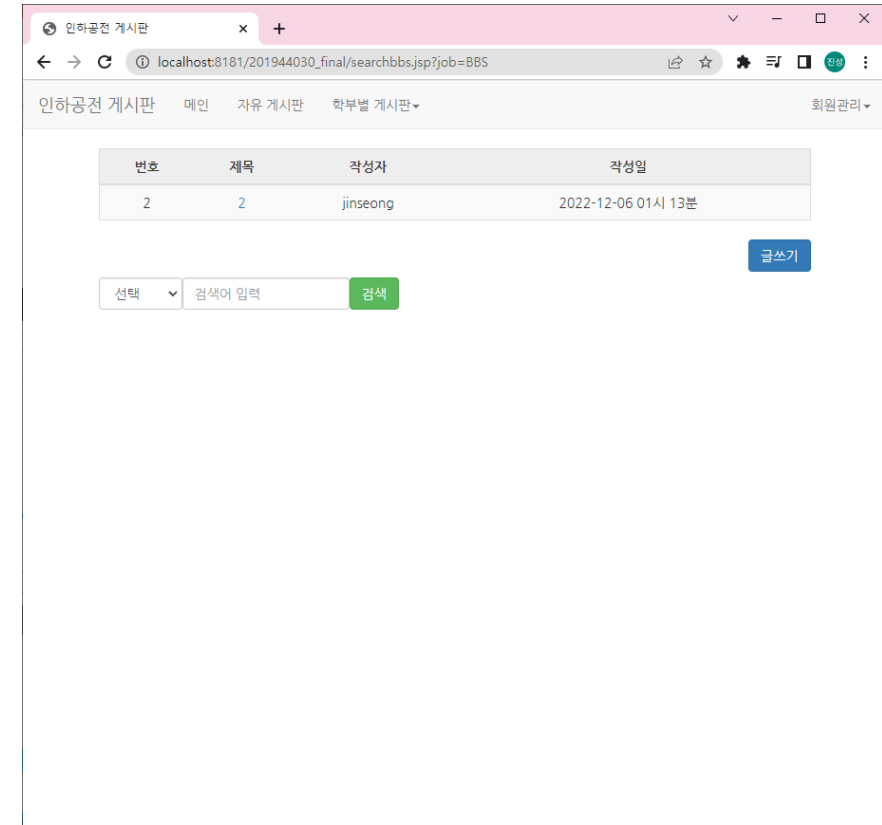 인하공전 게시판
localhost:8181/201944030_final/searchbbs.jsp?job=BBS
진성
인하공전 게시판 메인 자유 게시판 학부별 게시판 회원관리
번호 제목 작성자 작성일
2 2 jinseong 2022-12-06 01시 13분
글쓰기
선택 검색어 입력 검색